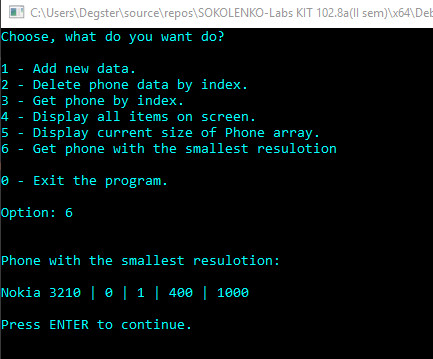 C:\Users\Degster\source\repos\SOKOLENKO-Labs KIT 102.8a(II sem)\x64\Deb
Choose, what do you want do?
1 - Add new data.
2 - Delete phone data by index.
3 - Get phone by index.
4 - Display all items on screen.
5 - Display current size of Phone array.
6 - Get phone with the smallest resulotion
0 - Exit the program.
Option: 6
Phone with the smallest resulotion:
Nokia 3210 | 0 | 1 | 400 | 1000
Press ENTER to continue.